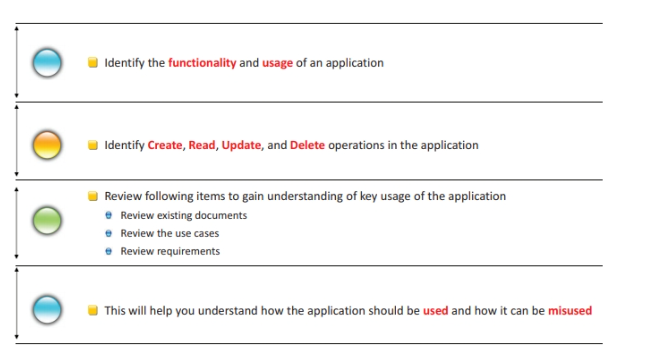 Identify the functionality and usage of an application
Identify Create, Read, Update, and Delete operations in the application
Review following items to gain understanding of key usage of the application
Review existing documents
Review the use cases
Review requirements
This will help you understand how the application should be used and how it can be misused